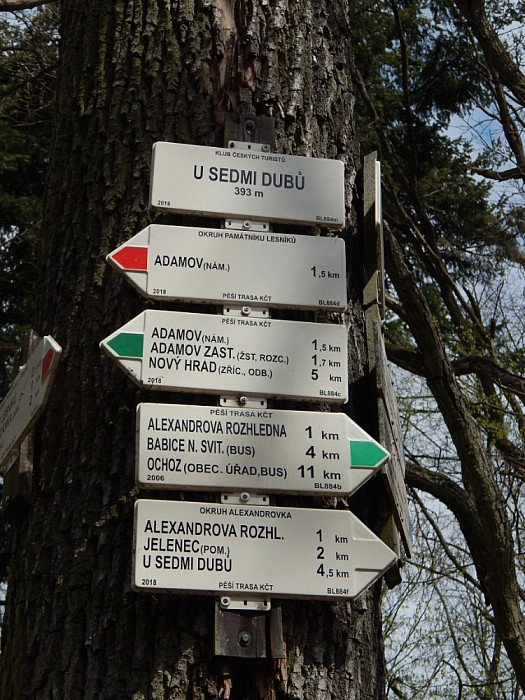 KLUB ČESKÝCH TURISTŮ
U SEDMI DUBŮ
393 m
2018 BL884m
OKRUH PAMÁTNÍKU LESNÍKŮ
ADAMOV (NÁM.) 1,5 km
2018 PĚŠÍ TRASA KČT BL884d
PĚŠÍ TRASA KČT
ADAMOV (NÁM.) 1,5 km
ADAMOV ZAST. (ŽST, ROZC.) 1,7 km
NOVÝ HRAD (ZŘÍC., ODB.) 5 km
2018 BL884c
PĚŠÍ TRASA KČT
ALEXANDROVA ROZHLEDNA 1 km
BABICE N. SVIT. (BUS) 4 km
OCHOZ (OBEC. ÚŘAD,BUS) 11 km
2006 BL884b
OKRUH ALEXANDROVKA
ALEXANDROVA ROZHL. 1 km
JELENEC (POM.) 2 km
U SEDMI DUBŮ 4,5 km
2018 PĚŠÍ TRASA KČT BL884f